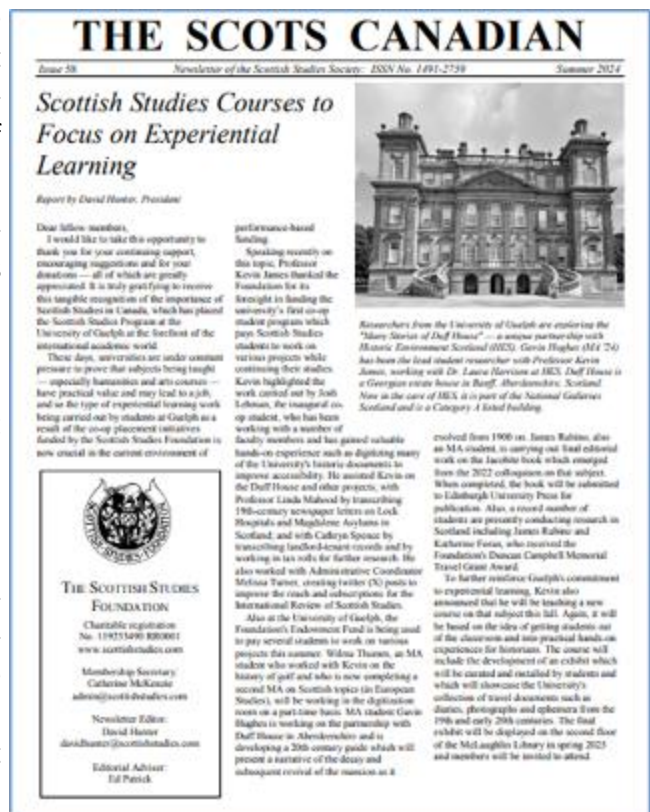 THE SCOTS CANADIAN
Issue 58 Newsletter of the Scottish Studies Society: ISSN No. 1491-2759 Summer 2024
Scottish Studies Courses to
Focus on Experiential
Learning
Report by David Hunter, President
Dear fellow members,
I would like to take this opportunity to
thank you for your continuing support,
encouraging suggestions and for your
donations — all of which are greatly
appreciated. It is truly gratifying to receive
this tangible recognition of the importance of
Scottish Studies in Canada, which has placed
the Scottish Studies Program at the
University of Guelph at the forefront of the
international academic world.
These days, universities are under constant
pressure to prove that subjects being taught
— especially humanities and arts courses —
have practical value and may lead to a job,
and so the type of experiential learning work
being carried out by students at Guelph as a
result of the co-op placement initiatives
funded by the Scottish Studies Foundation is
now crucial in the current environment of
SCOTTISH STUDIES FOUNDATION
THE SCOTTISH STUDIES
FOUNDATION
Charitable registration
No. 119253490 RR0001
www.scottishstudies.com
Membership Secretary
Catherine McKenzie
admin@scottishstudies.com
Newsletter Editor:
David Hunter
davidhunter@scottishstudies.com
Editorial Adviser:
Ed Patrick
performance-based
funding.
Speaking recently on
this topic, Professor
Kevin James thanked the
Foundation for its
foresight in funding the
university's first co-op
student program which
pays Scottish Studies
students to work on
various projects while
continuing their studies.
Kevin highlighted the
work carried out by Josh
Lehman, the inaugural co-
op student, who has been
working with a number of
faculty members and has gained valuable
hands-on experience such as digitizing many
of the University's historic documents to
improve accessibility. He assisted Kevin on
the Duff House and other projects, with
Professor Linda Mahood by transcribing
19th-century newspaper letters on Lock
Hospitals and Magdalene Asylums in
Scotland; and with Cathryn Spence by
transcribing landlord-tenant records and by
working in tax rolls for further research. He
also worked with Administrative Coordinator
Melissa Turner, creating twitter (X) posts to
improve the reach and subscriptions for the
International Review of Scottish Studies.
Also at the University of Guelph, the
Foundation's Endowment Fund is being used
to pay several students to work on various
projects this summer. Wilma Thumm, an MA
student who worked with Kevin on the
history of golf and who is now completing a
second MA on Scottish topics (in European
Studies), will be working in the digitization
room on a part-time basis. MA student Gavin
Hughes is working on the partnership with
Duff House in Aberdeenshire and is
developing a 20th century guide which will
present a narrative of the decay and
subsequent revival of the mansion as it
Researchers from the University of Guelph are exploring the
"Many Stories of Duff House" — a unique partnership with
Historic Environment Scotland (HES). Gavin Hughes (MA '24)
has been the lead student researcher with Professor Kevin
James, working with Dr. Laura Harrison at HES. Duff House is
a Georgian estate house in Banff, Aberdeenshire, Scotland.
Now in the care of HES, it is part of the National Galleries
Scotland and is a Category A listed building.
evolved from 1906 on. James Rubino, also
an MA student, is carrying out final editorial
work on the Jacobite book which emerged
from the 2022 colloquium on that subject.
When completed, the book will be submitted
to Edinburgh University Press for
publication. Also, a record number of
students are presently conducting research in
Scotland including James Rubino and
Katherine, who received the
Foundation's Duncan Campbell Memorial
Travel Grant Award.
To further reinforce Guelph's commitment
to experiential learning, Kevin also
announced that he will be teaching a new
course on that subject this fall. Again, it will
be based on the idea of getting students out
of the classroom and into practical hands-on
experiences for historians. The course will
include the development of an exhibit which
will be curated and installed by students and
which will showcase the University's
collection of travel documents such as
diaries, photographs and ephemera from the
19th and early 20th centuries. The final
exhibit will be displayed on the second floor
of the McLaughlin Library in spring 2025
and members will be invited to attend.